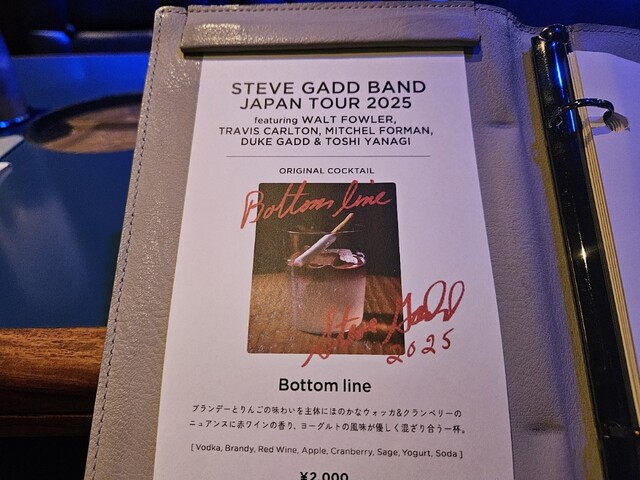 STEVE GADD BAND
JAPAN TOUR 2025
featuring WALT FOWLER,
TRAVIS CARLTON, MITCHEL FORMAN,
DUKE GADD & TOSHI YANAGI
ORIGINAL COCKTAIL
Bottom line
Steve Gadd
2025
Bottom line
ブランデーとりんごの味わいを主体にほのかなウォッカ&クランベリーの
ニュアンスに赤ワインの香り、ヨーグルトの風味が優しく混ざり合う一杯。
[ Vodka, Brandy, Red Wine, Apple, Cranberry, Sage, Yogurt, Soda ]
¥2,000